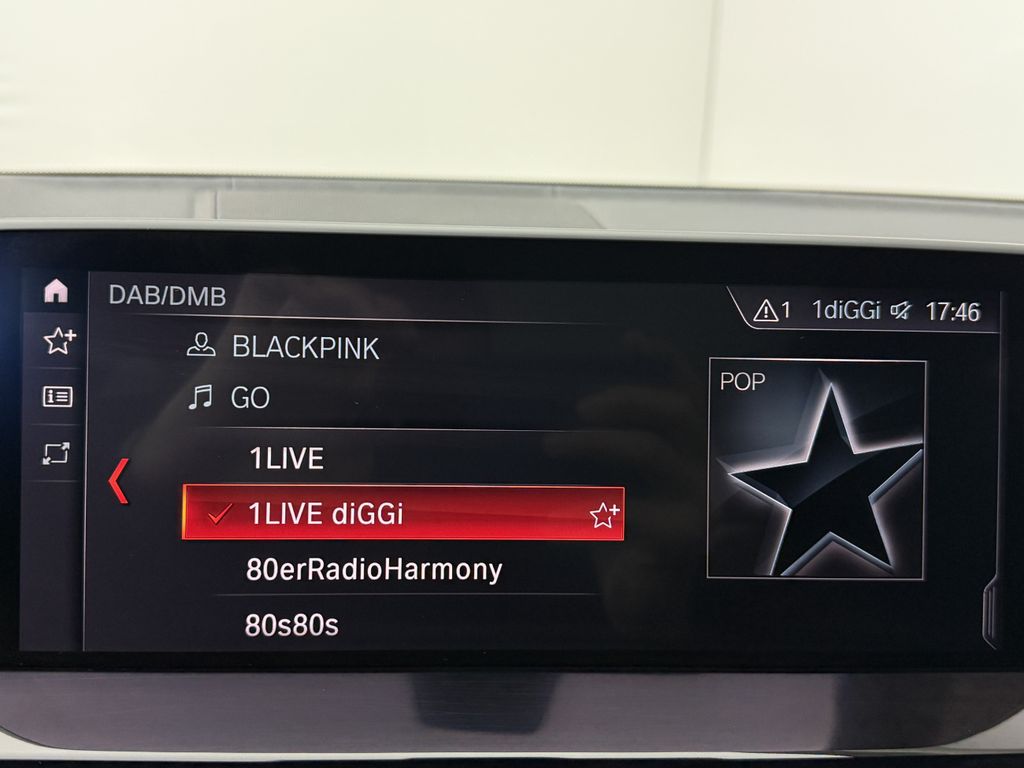 DAB/DMB
1 1diGGi 17:46
BLACKPINK
GO
POP
1LIVE
1LIVE diGGi
80erRadioHarmony
80s80s